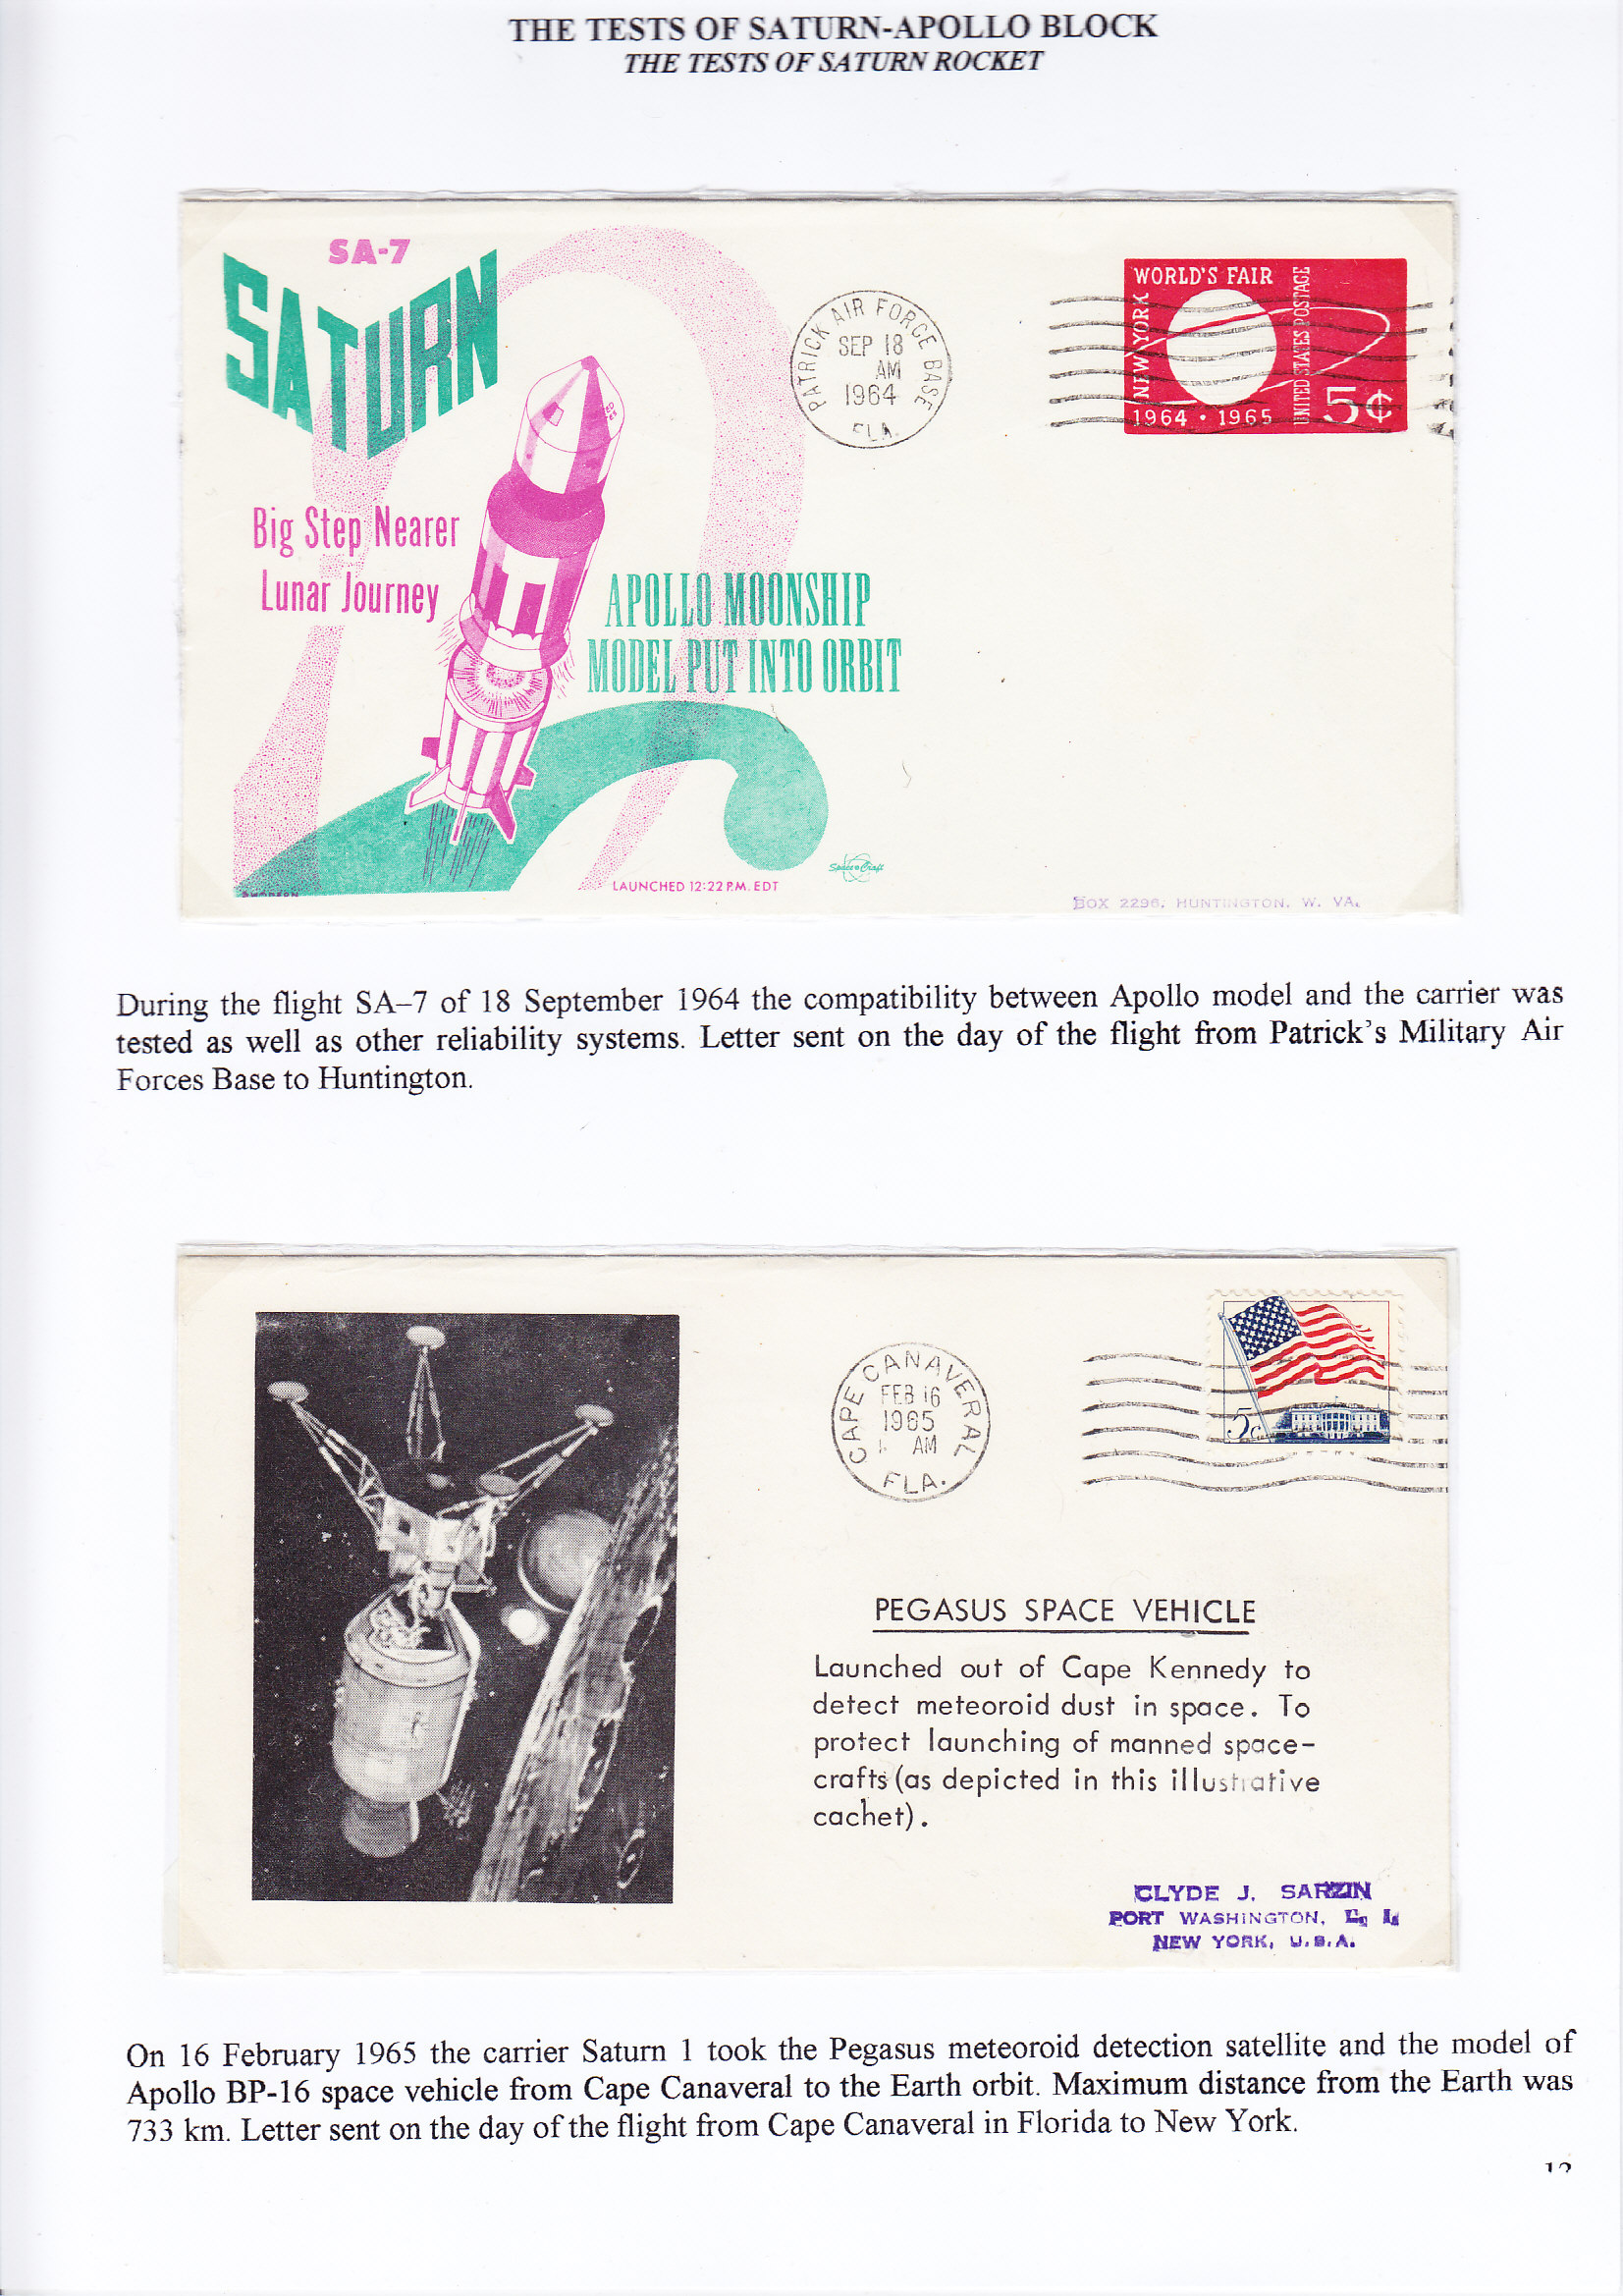 THE TESTS OF SATURN-APOLLO BLOCK
THE TESTS OF SATURN ROCKET
SA-7
SATURN
Big Step Nearer
Lunar Journey
APOLLO MOONSHIP
MODEL PUT INTO ORBIT
LAUNCHED 12:22 P.M. EDT
Space Craft
PATRICK AIR FORCE BASE
SEP 18
AM
1964
FLA.
WORLD'S FAIR
NEW YORK
UNITED STATES POSTAGE
1964 · 1965
5¢
BOX 2296, HUNTINGTON, W. VA.
During the flight SA–7 of 18 September 1964 the compatibility between Apollo model and the carrier was
tested as well as other reliability systems. Letter sent on the day of the flight from Patrick's Military Air
Forces Base to Huntington.
CAPE CANAVERAL
FEB 16
1965
AM
FLA.
5c
PEGASUS SPACE VEHICLE
Launched out of Cape Kennedy to
detect meteoroid dust in space. To
protect launching of manned space-
crafts (as depicted in this illustrative
cachet).
CLYDE J. SARZIN
PORT WASHINGTON, L. I.
NEW YORK, U.S.A.
On 16 February 1965 the carrier Saturn 1 took the Pegasus meteoroid detection satellite and the model of
Apollo BP-16 space vehicle from Cape Canaveral to the Earth orbit. Maximum distance from the Earth was
733 km. Letter sent on the day of the flight from Cape Canaveral in Florida to New York.